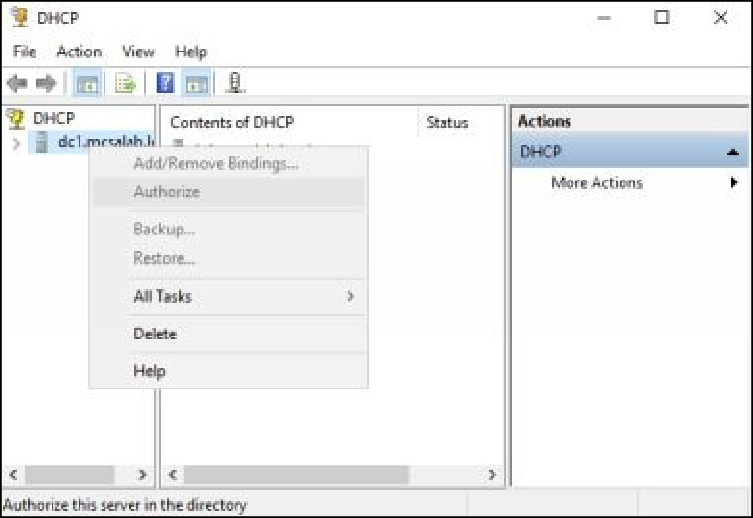 DHCP
File Action View Help
DHCP
dc1.mcsalab.l
Contents of DHCP Status
Actions
DHCP
More Actions
Add/Remove Bindings...
Authorize
Backup...
Restore...
All Tasks
Delete
Help
Authorize this server in the directory